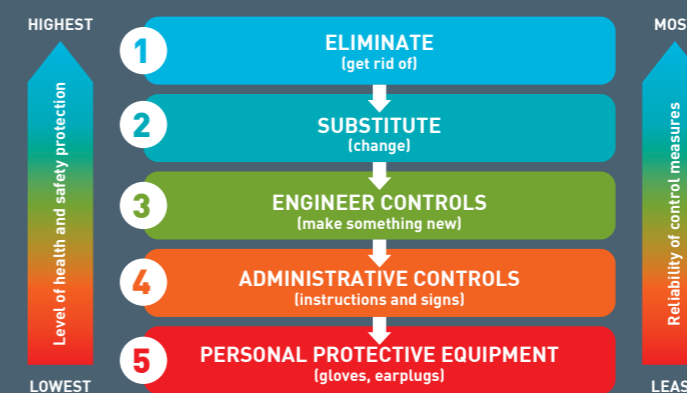 HIGHEST
MOS
Level of health and safety protection
1
ELIMINATE
(get rid of)
2
SUBSTITUTE
(change)
3
ENGINEER CONTROLS
(make something new)
4
ADMINISTRATIVE CONTROLS
(instructions and signs)
5
PERSONAL PROTECTIVE EQUIPMENT
(gloves, earplugs)
Reliability of control measures
LOWEST
LEAS